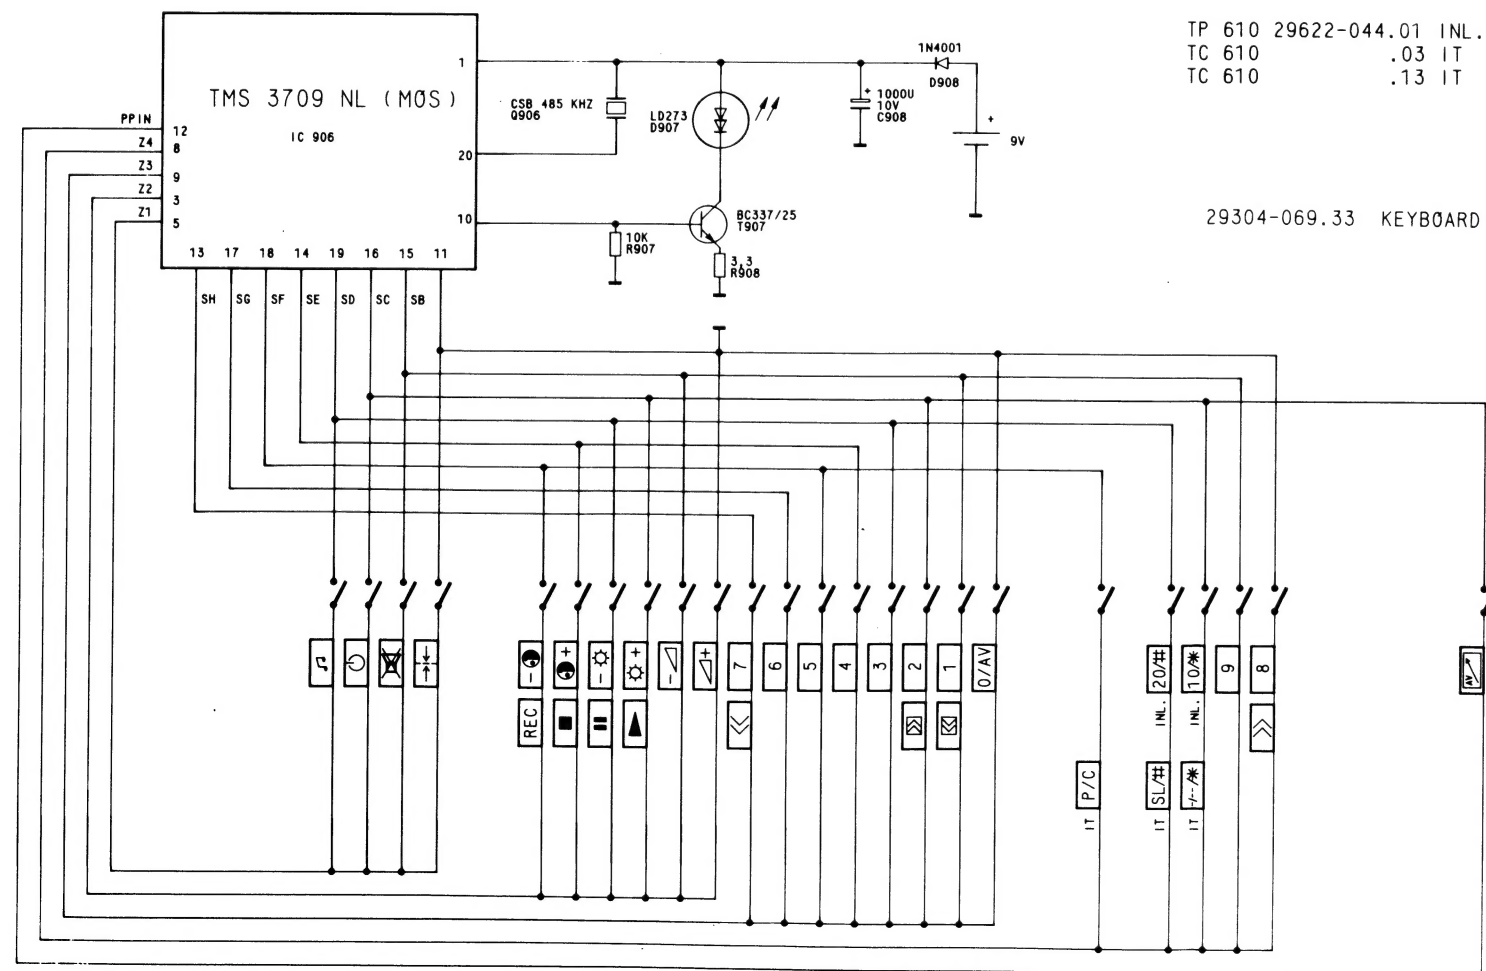 TP 610 29622-044.01 INL.
TC 610 .03 IT
TC 610 .13 IT
29304-069.33 KEYBOARD
TMS 3709 NL (MOS)
IC 906
1
20
10
PPIN
12
Z4
8
Z3
9
Z2
3
Z1
5
13 17 18 14 19 16 15 11
SH SG SF SE SD SC SB
CSB 485 KHZ
Q906
LD273
D907
+ 1000U
10V
C908
1N4001
D908
+
9V
BC337/25
T907
10K
R907
3,3
R908
- + - + - + 7 6 5 4 3 2 1 0/AV
REC
INL. 20/#
INL. 10/*
9
8
IT P/C
IT SL/#
IT -/--/*
AV